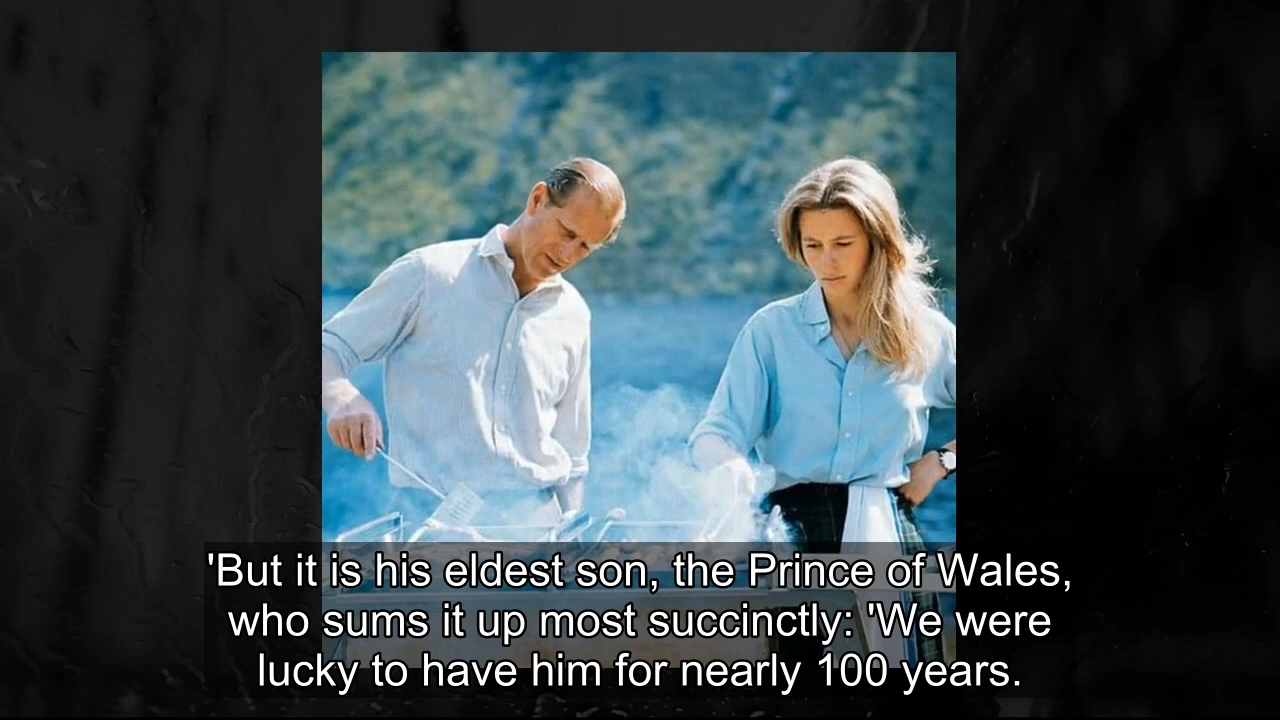 'But it is his eldest son, the Prince of Wales,
who sums it up most succinctly: 'We were
lucky to have him for nearly 100 years.